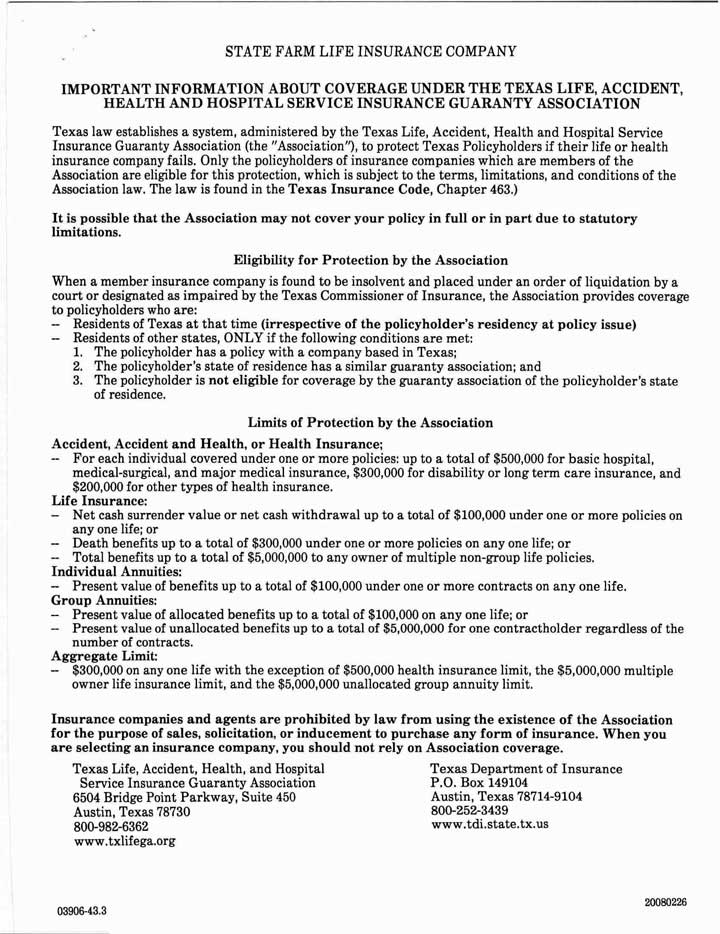 STATE FARM LIFE INSURANCE COMPANY
IMPORTANT INFORMATION ABOUT COVERAGE UNDER THE TEXAS LIFE, ACCIDENT,
HEALTH AND HOSPITAL SERVICE INSURANCE GUARANTY ASSOCIATION
Texas law establishes a system, administered by the Texas Life, Accident, Health and Hospital Service
Insurance Guaranty Association (the "Association"), to protect Texas Policyholders if their life or health
insurance company fails. Only the policyholders of insurance companies which are members of the
Association are eligible for this protection, which is subject to the terms, limitations, and conditions of the
Association law. The law is found in the Texas Insurance Code, Chapter 463.)
It is possible that the Association may not cover your policy in full or in part due to statutory
limitations.
Eligibility for Protection by the Association
When a member insurance company is found to be insolvent and placed under an order of liquidation by a
court or designated as impaired by the Texas Commissioner of Insurance, the Association provides coverage
to policyholders who are:
-- Residents of Texas at that time (irrespective of the policyholder's residency at policy issue)
-- Residents of other states, ONLY if the following conditions are met:
1. The policyholder has a policy with a company based in Texas;
2. The policyholder's state of residence has a similar guaranty association; and
3. The policyholder is not eligible for coverage by the guaranty association of the policyholder's state
of residence.
Limits of Protection by the Association
Accident, Accident and Health, or Health Insurance;
-- For each individual covered under one or more policies: up to a total of $500,000 for basic hospital,
medical-surgical, and major medical insurance, $300,000 for disability or long term care insurance, and
$200,000 for other types of health insurance.
Life Insurance:
-- Net cash surrender value or net cash withdrawal up to a total of $100,000 under one or more policies on
any one life; or
-- Death benefits up to a total of $300,000 under one or more policies on any one life; or
-- Total benefits up to a total of $5,000,000 to any owner of multiple non-group life policies.
Individual Annuities:
-- Present value of benefits up to a total of $100,000 under one or more contracts on any one life.
Group Annuities:
-- Present value of allocated benefits up to a total of $100,000 on any one life; or
-- Present value of unallocated benefits up to a total of $5,000,000 for one contractholder regardless of the
number of contracts.
Aggregate Limit:
-- $300,000 on any one life with the exception of $500,000 health insurance limit, the $5,000,000 multiple
owner life insurance limit, and the $5,000,000 unallocated group annuity limit.
Insurance companies and agents are prohibited by law from using the existence of the Association
for the purpose of sales, solicitation, or inducement to purchase any form of insurance. When you
are selecting an insurance company, you should not rely on Association coverage.
Texas Life, Accident, Health, and Hospital
Service Insurance Guaranty Association
6504 Bridge Point Parkway, Suite 450
Austin, Texas 78730
800-982-6362
www.txlifega.org
Texas Department of Insurance
P.O. Box 149104
Austin, Texas 78714-9104
800-252-3439
www.tdi.state.tx.us
03906-43.3
20080226